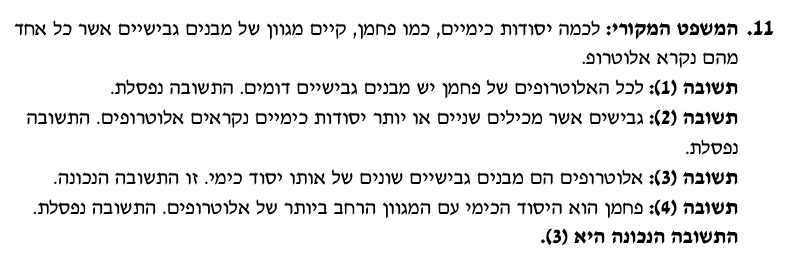 11. המשפט המקורי: לכמה יסודות כימיים, כמו פחמן, קיים מגוון של מבנים גבישיים אשר כל אחד
מהם נקרא אלוטרופ.
תשובה (1): לכל האלוטרופים של פחמן יש מבנים גבישיים דומים. התשובה נפסלת.
תשובה (2): גבישים אשר מכילים שניים או יותר יסודות כימיים נקראים אלוטרופים. התשובה
נפסלת.
תשובה (3): אלוטרופים הם מבנים גבישיים שונים של אותו יסוד כימי. זו התשובה הנכונה.
תשובה (4): פחמן הוא היסוד הכימי עם המגוון הרחב ביותר של אלוטרופים. התשובה נפסלת.
התשובה הנכונה היא (3).